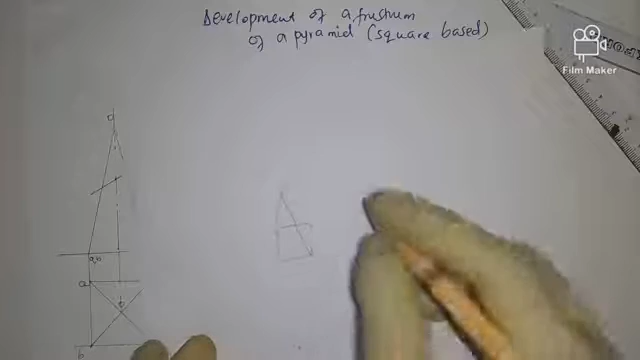 Development of a frustum
of a pyramid (square based)
Film Maker
o
a,b
a
o
b